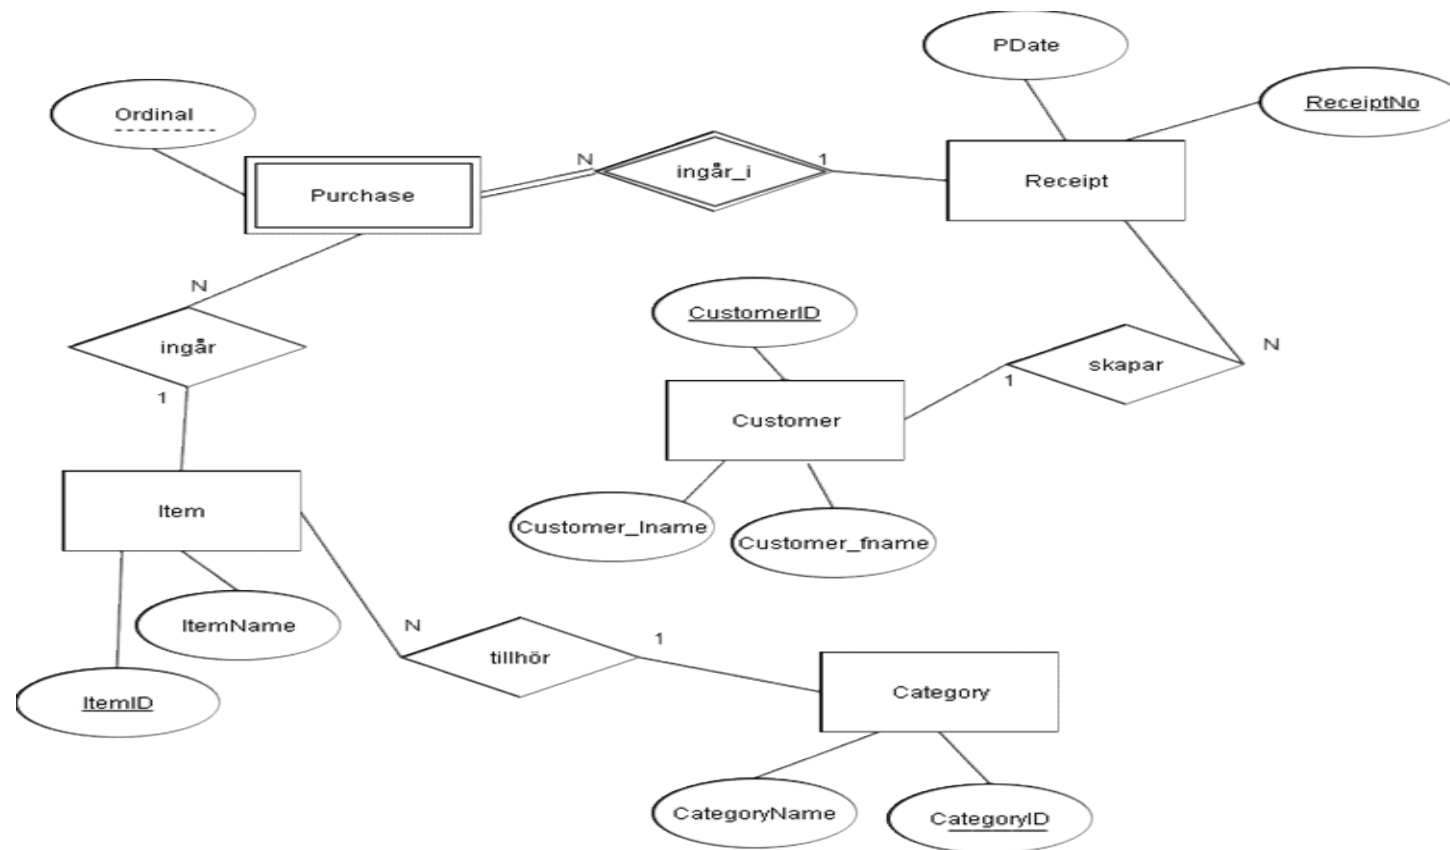 PDate
ReceiptNo
Ordinal
N
ingår_i
1
Receipt
Purchase
N
ingår
1
CustomerID
N
skapar
1
Customer
Item
Customer_lname
Customer_fname
ItemName
N
tillhör
1
ItemID
Category
CategoryName
CategoryID